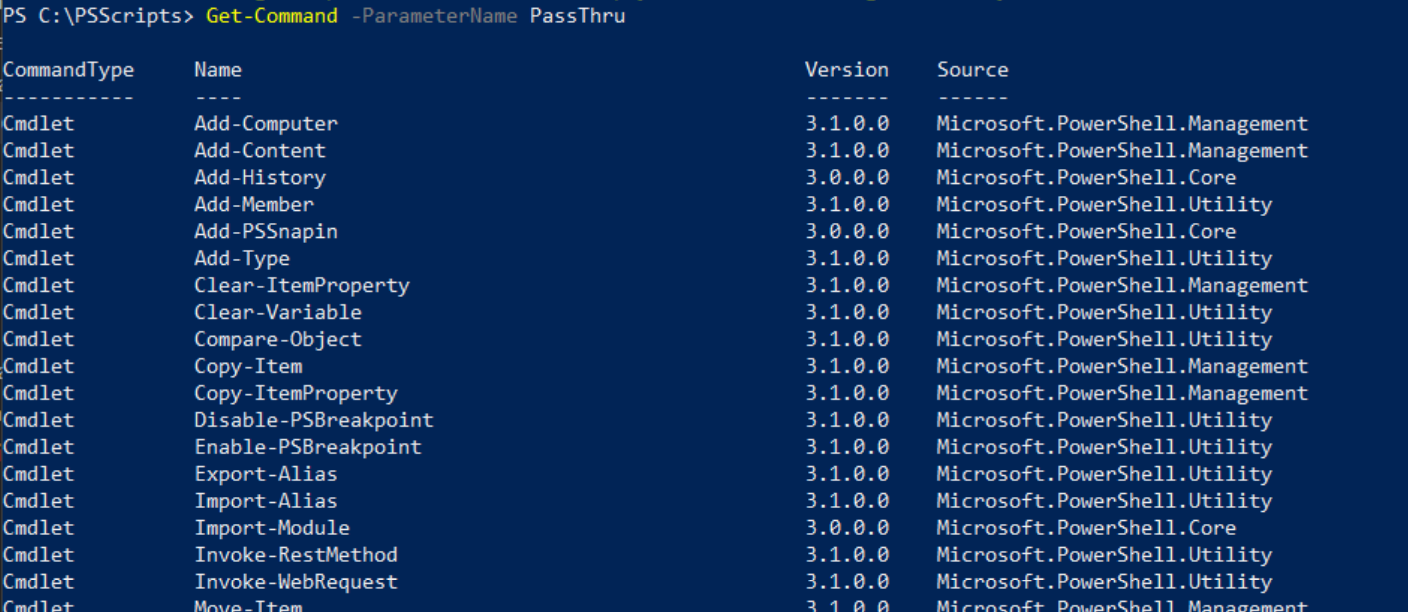 PS C:\PSScripts> Get-Command -ParameterName PassThru
CommandType Name Version Source
----------- ---- ------- ------
Cmdlet Add-Computer 3.1.0.0 Microsoft.PowerShell.Management
Cmdlet Add-Content 3.1.0.0 Microsoft.PowerShell.Management
Cmdlet Add-History 3.0.0.0 Microsoft.PowerShell.Core
Cmdlet Add-Member 3.1.0.0 Microsoft.PowerShell.Utility
Cmdlet Add-PSSnapin 3.0.0.0 Microsoft.PowerShell.Core
Cmdlet Add-Type 3.1.0.0 Microsoft.PowerShell.Utility
Cmdlet Clear-ItemProperty 3.1.0.0 Microsoft.PowerShell.Management
Cmdlet Clear-Variable 3.1.0.0 Microsoft.PowerShell.Utility
Cmdlet Compare-Object 3.1.0.0 Microsoft.PowerShell.Utility
Cmdlet Copy-Item 3.1.0.0 Microsoft.PowerShell.Management
Cmdlet Copy-ItemProperty 3.1.0.0 Microsoft.PowerShell.Management
Cmdlet Disable-PSBreakpoint 3.1.0.0 Microsoft.PowerShell.Utility
Cmdlet Enable-PSBreakpoint 3.1.0.0 Microsoft.PowerShell.Utility
Cmdlet Export-Alias 3.1.0.0 Microsoft.PowerShell.Utility
Cmdlet Import-Alias 3.1.0.0 Microsoft.PowerShell.Utility
Cmdlet Import-Module 3.0.0.0 Microsoft.PowerShell.Core
Cmdlet Invoke-RestMethod 3.1.0.0 Microsoft.PowerShell.Utility
Cmdlet Invoke-WebRequest 3.1.0.0 Microsoft.PowerShell.Utility
Cmdlet Move-Item 3.1.0.0 Microsoft.PowerShell.Management